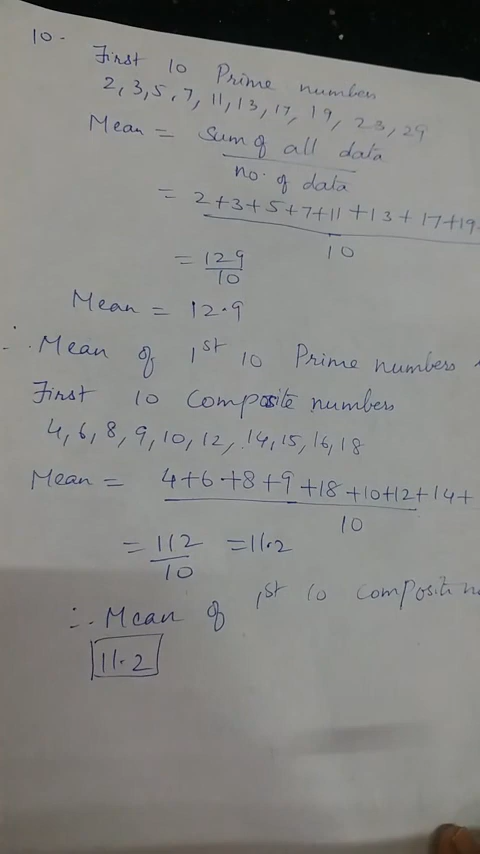 10.
First 10 Prime numbers
2, 3, 5, 7, 11, 13, 17, 19, 23, 29
Mean = sum of all data
no. of data
= 2+3+5+7+11+13+17+19
10
= 129
10
Mean = 12.9
∴ Mean of 1st 10 Prime numbers
First 10 composite numbers
4, 6, 8, 9, 10, 12, 14, 15, 16, 18
Mean = 4+6+8+9+18+10+12+14+
10
= 112 = 11.2
10
∴ Mean of 1st 10 composite
11.2